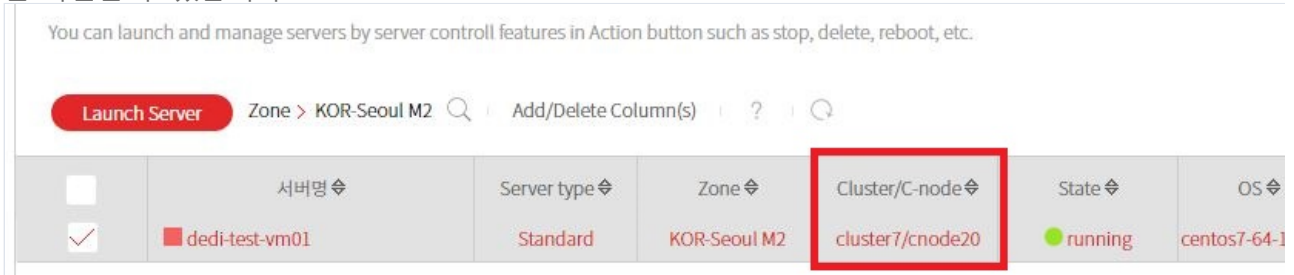 You can launch and manage servers by server controll features in Action button such as stop, delete, reboot, etc.
Launch Server Zone > KOR-Seoul M2 Add/Delete Column(s) ?
서버명 Server type Zone Cluster/C-node State OS
dedi-test-vm01 Standard KOR-Seoul M2 cluster7/cnode20 running centos7-64-1